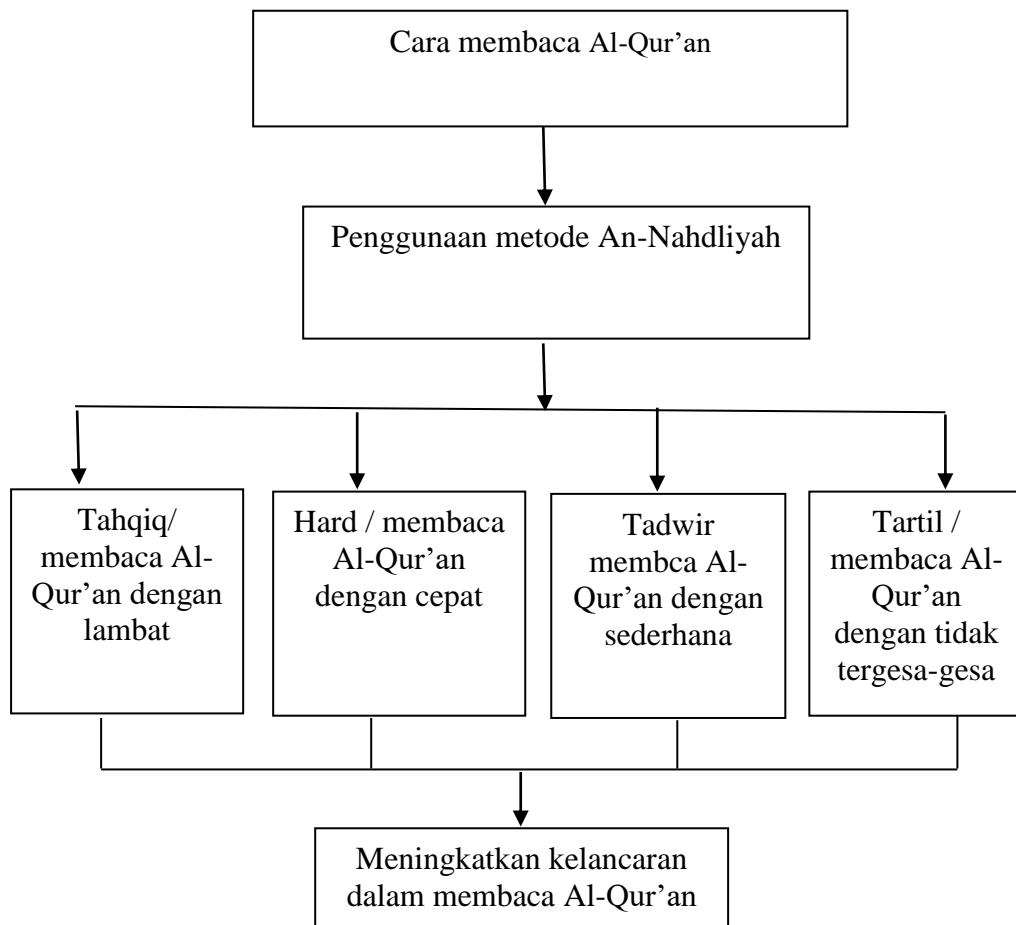 Cara membaca Al-Qur’an
Penggunaan metode An-Nahdliyah
Tahqiq/
membaca Al-
Qur’an dengan
lambat
Hard / membaca
Al-Qur’an
dengan cepat
Tadwir
membca Al-
Qur’an dengan
sederhana
Tartil /
membaca Al-
Qur’an
dengan tidak
tergesa-gesa
Meningkatkan kelancaran
dalam membaca Al-Qur’an